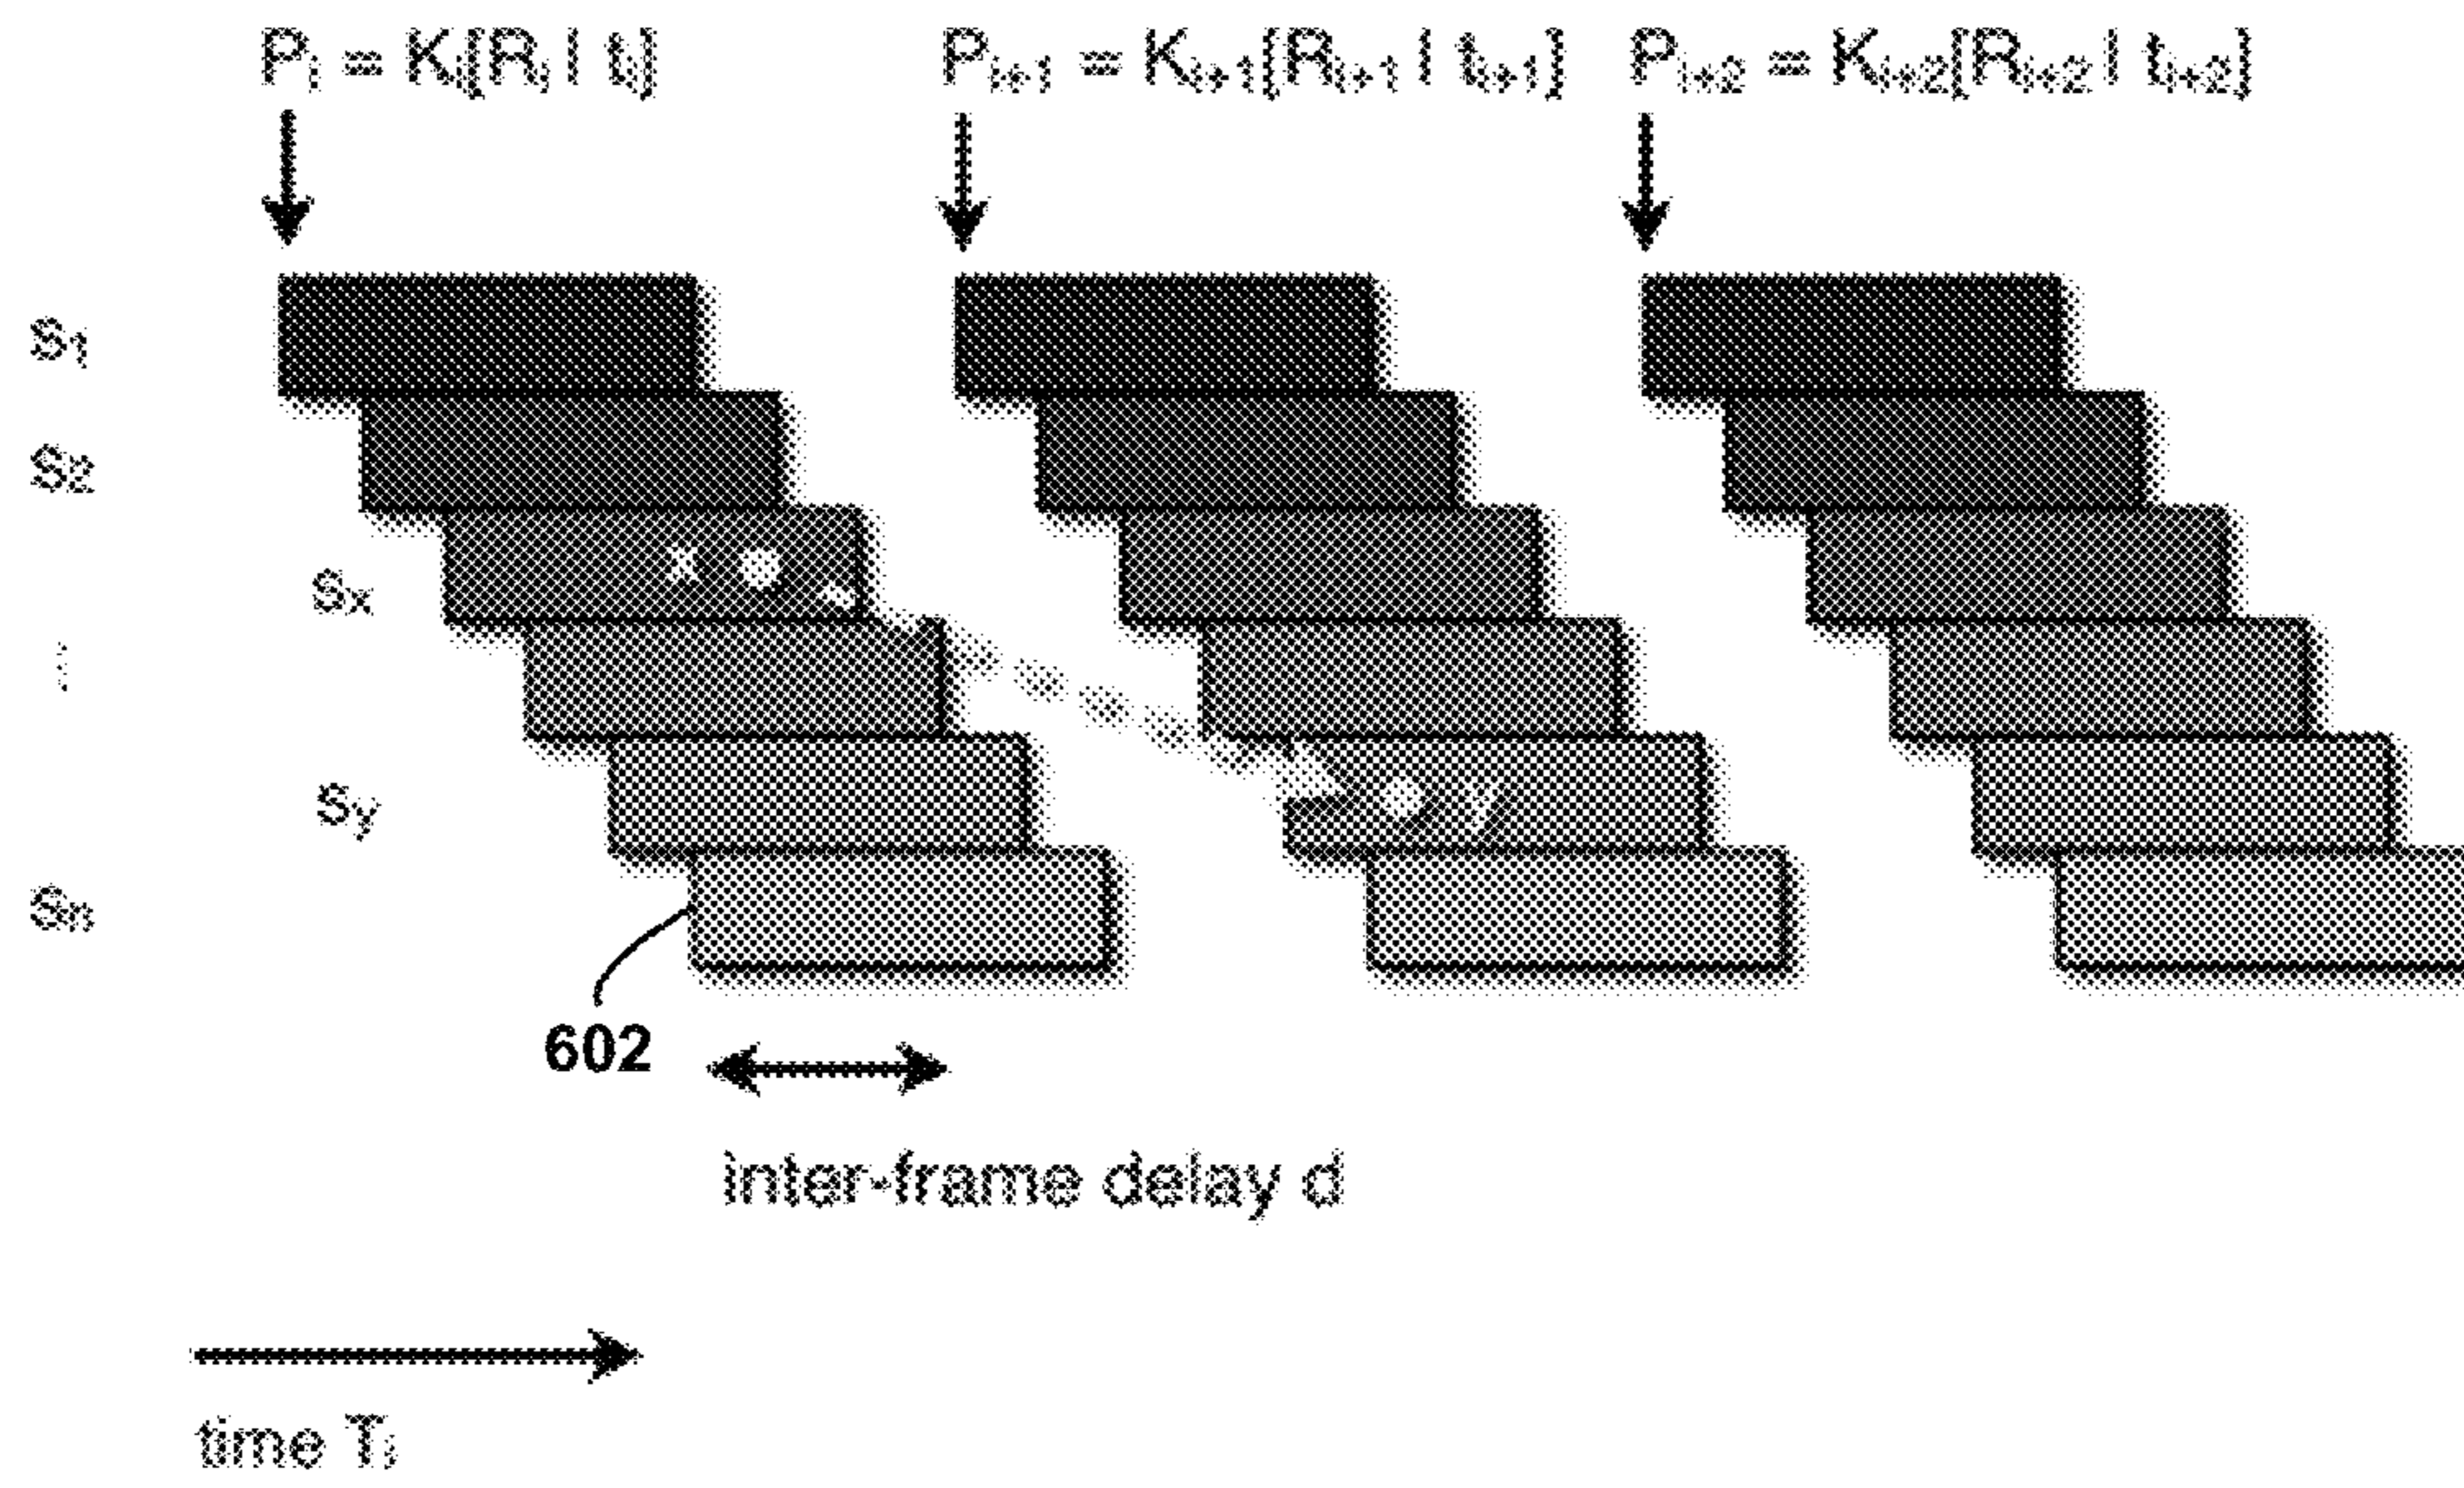 Pᵢ = Kᵢ[Rᵢ | tᵢ]
Pᵢ₊₁ = Kᵢ₊₁[Rᵢ₊₁ | tᵢ₊₁]
Pᵢ₊₂ = Kᵢ₊₂[Rᵢ₊₂ | tᵢ₊₂]
s₁
s₂
x
sₓ
⋮
y
s_y
sₙ
602
inter-frame delay d
time Tᵢ